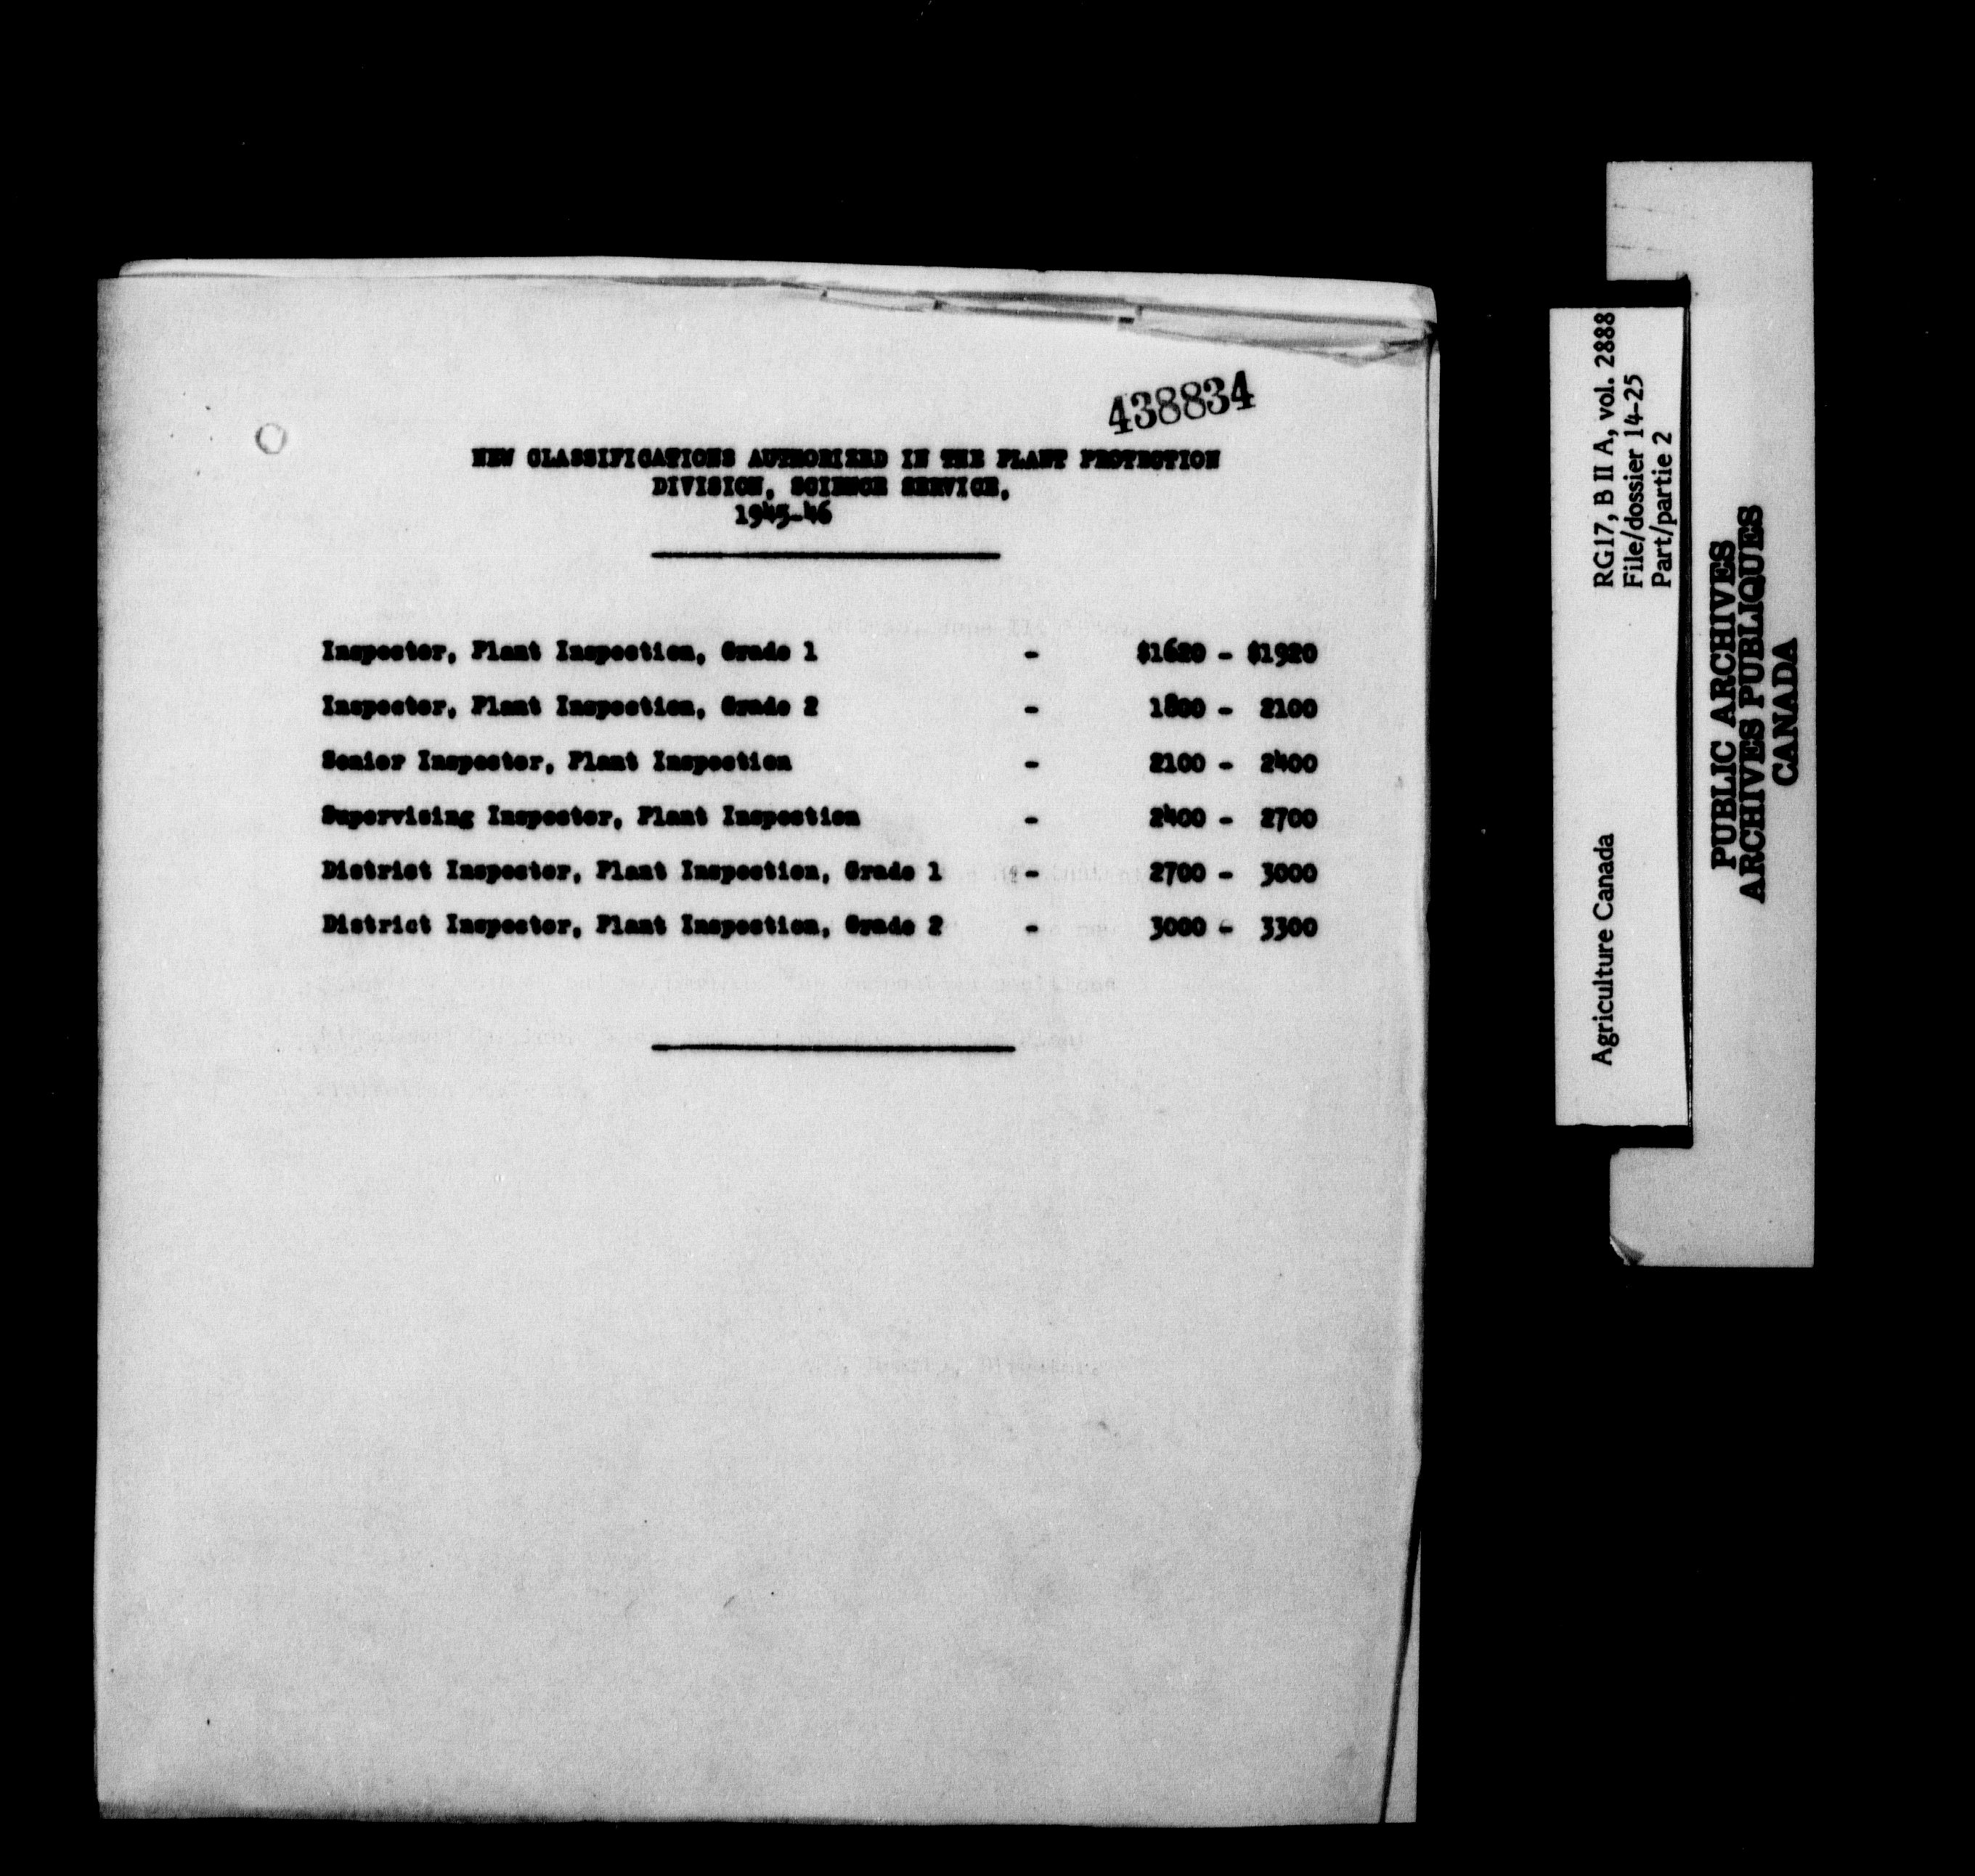 438834
NEW CLASSIFICATIONS AUTHORIZED IN THE PLANT PROTECTION
DIVISION, SCIENCE SERVICE,
1945-46
Inspector, Plant Inspection, Grade 1 - $1620 - $1920
Inspector, Plant Inspection, Grade 2 - 1800 - 2100
Senior Inspector, Plant Inspection - 2100 - 2400
Supervising Inspector, Plant Inspection - 2400 - 2700
District Inspector, Plant Inspection, Grade 1 - 2700 - 3000
District Inspector, Plant Inspection, Grade 2 - 3000 - 3300
Agriculture Canada
RG17, B II A, vol. 2888
File/dossier 14-25
Part/partie 2
PUBLIC ARCHIVES
ARCHIVES PUBLIQUES
CANADA